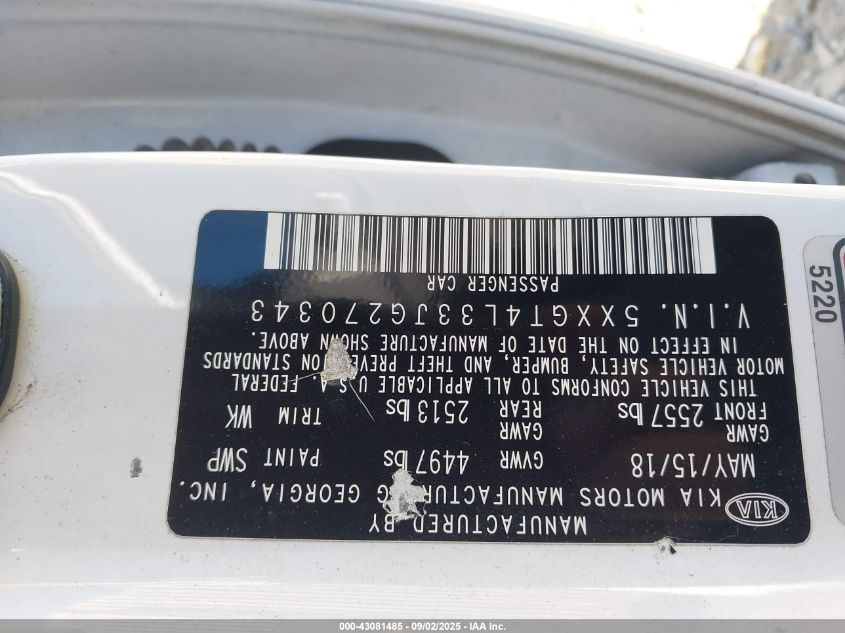 MANUFACTURED BY
KIA KIA MOTORS MANUFACTURING GEORGIA, INC.
MAY/15/18 GVWR 4497 lbs PAINT SWP
GAWR FRONT 2557 lbs GAWR REAR 2513 lbs TRIM WK
THIS VEHICLE CONFORMS TO ALL APPLICABLE U.S.A. FEDERAL
MOTOR VEHICLE SAFETY, BUMPER, AND THEFT PREVENTION STANDARDS
IN EFFECT ON THE DATE OF MANUFACTURE SHOWN ABOVE.
V.I.N. 5XXGT4L33JG270343
PASSENGER CAR
5220
000-43081485 - 09/02/2025 - IAA Inc.